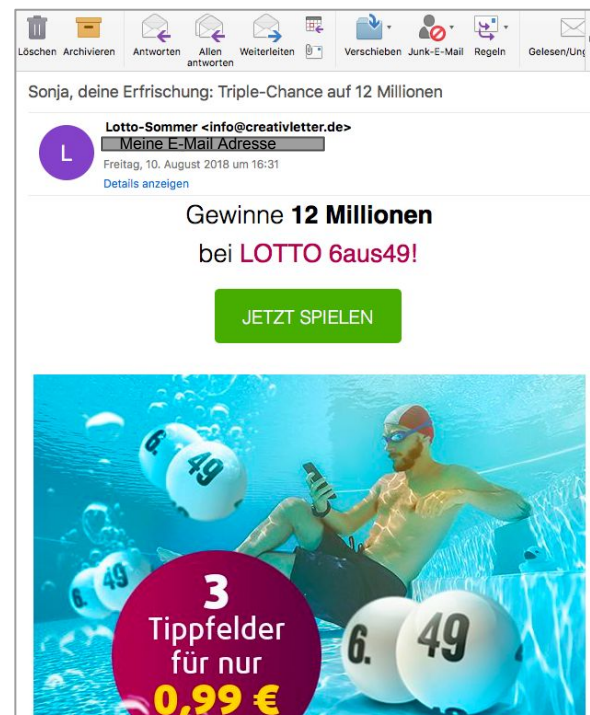 Löschen Archivieren Antworten Allen antworten Weiterleiten Verschieben Junk-E-Mail Regeln
Sonja, deine Erfrischung: Triple-Chance auf 12 Millionen
L
Lotto-Sommer <info@creativletter.de>
Meine E-Mail Adresse
Freitag, 10. August 2018 um 16:31
Details anzeigen
Gewinne 12 Millionen
bei LOTTO 6aus49!
JETZT SPIELEN
6. 49
6. 49
3
Tippfelder
für nur
0,99 €
6. 49